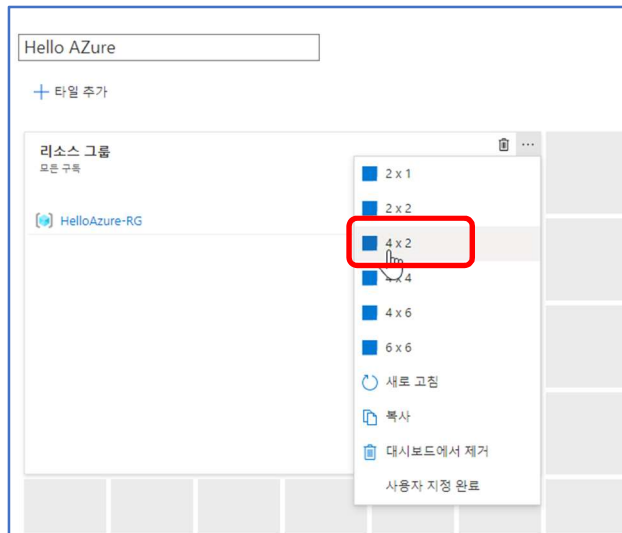 Hello AZure
타일 추가
리소스 그룹
모든 구독
HelloAzure-RG
2 x 1
2 x 2
4 x 2
4 x 4
4 x 6
6 x 6
새로 고침
복사
대시보드에서 제거
사용자 지정 완료